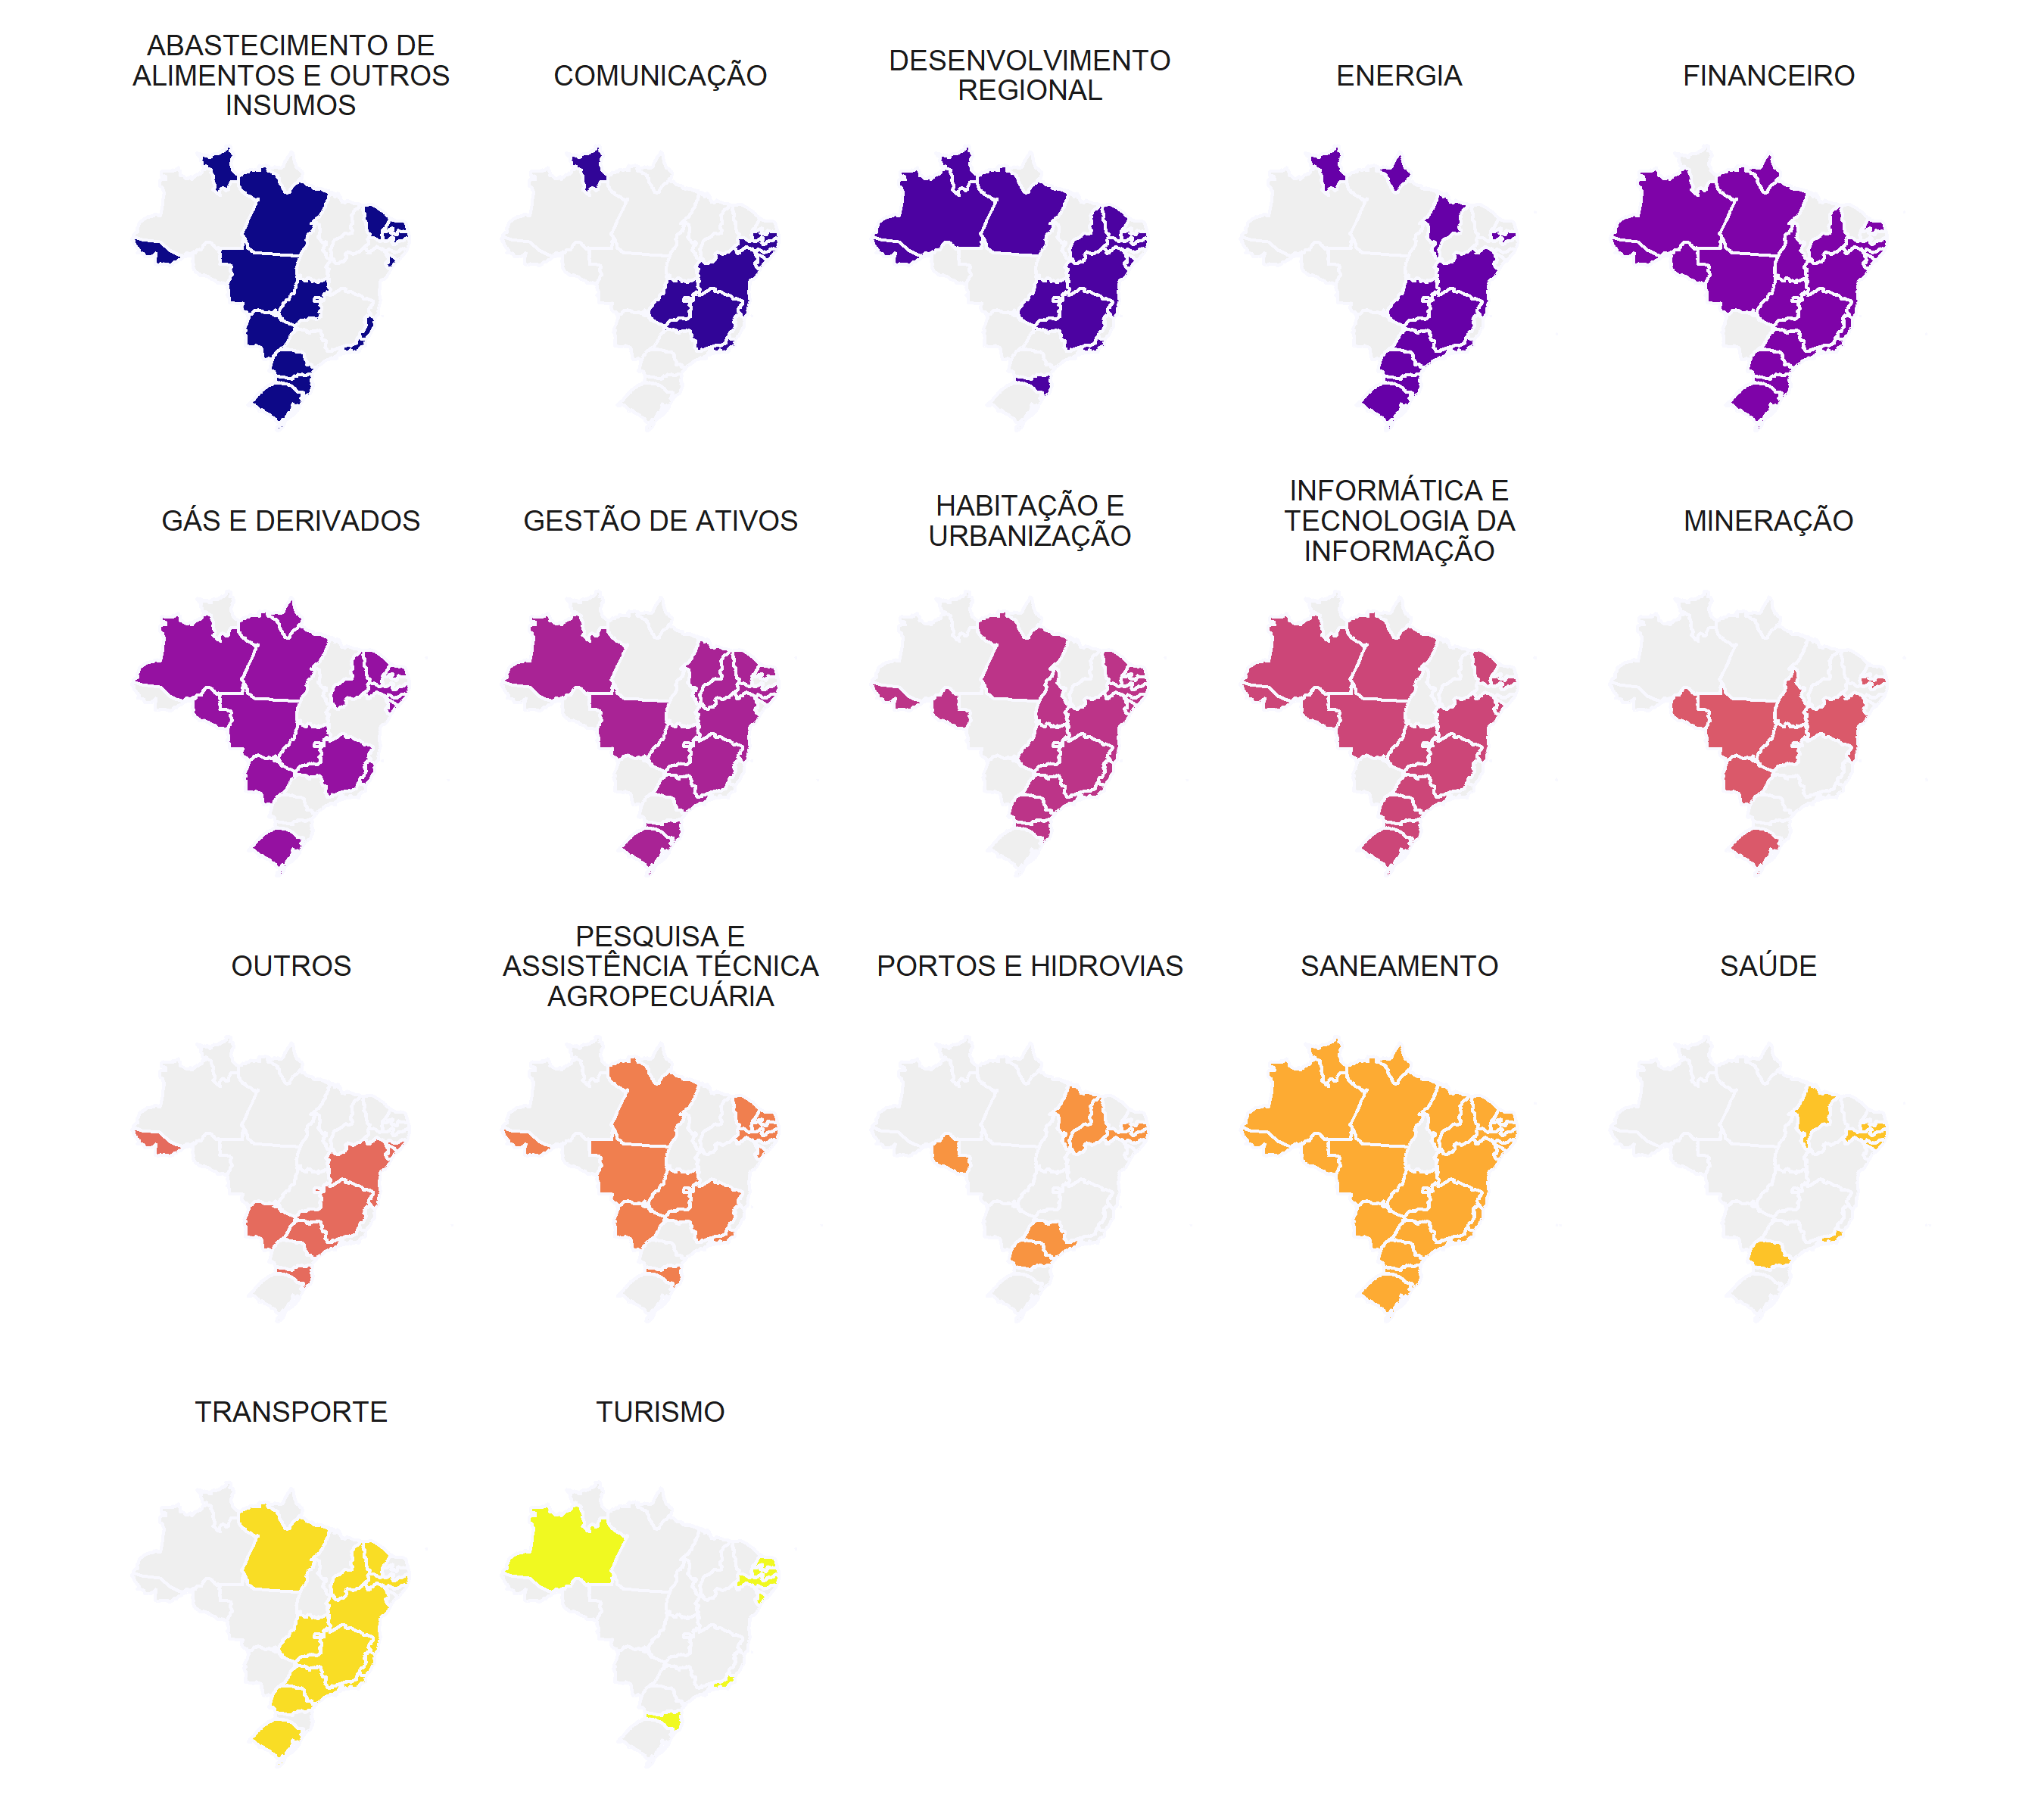 ABASTECIMENTO DE
ALIMENTOS E OUTROS
INSUMOS
COMUNICAÇÃO
DESENVOLVIMENTO
REGIONAL
ENERGIA
FINANCEIRO
GÁS E DERIVADOS
GESTÃO DE ATIVOS
HABITAÇÃO E
URBANIZAÇÃO
INFORMÁTICA E
TECNOLOGIA DA
INFORMAÇÃO
MINERAÇÃO
OUTROS
PESQUISA E
ASSISTÊNCIA TÉCNICA
AGROPECUÁRIA
PORTOS E HIDROVIAS
SANEAMENTO
SAÚDE
TRANSPORTE
TURISMO